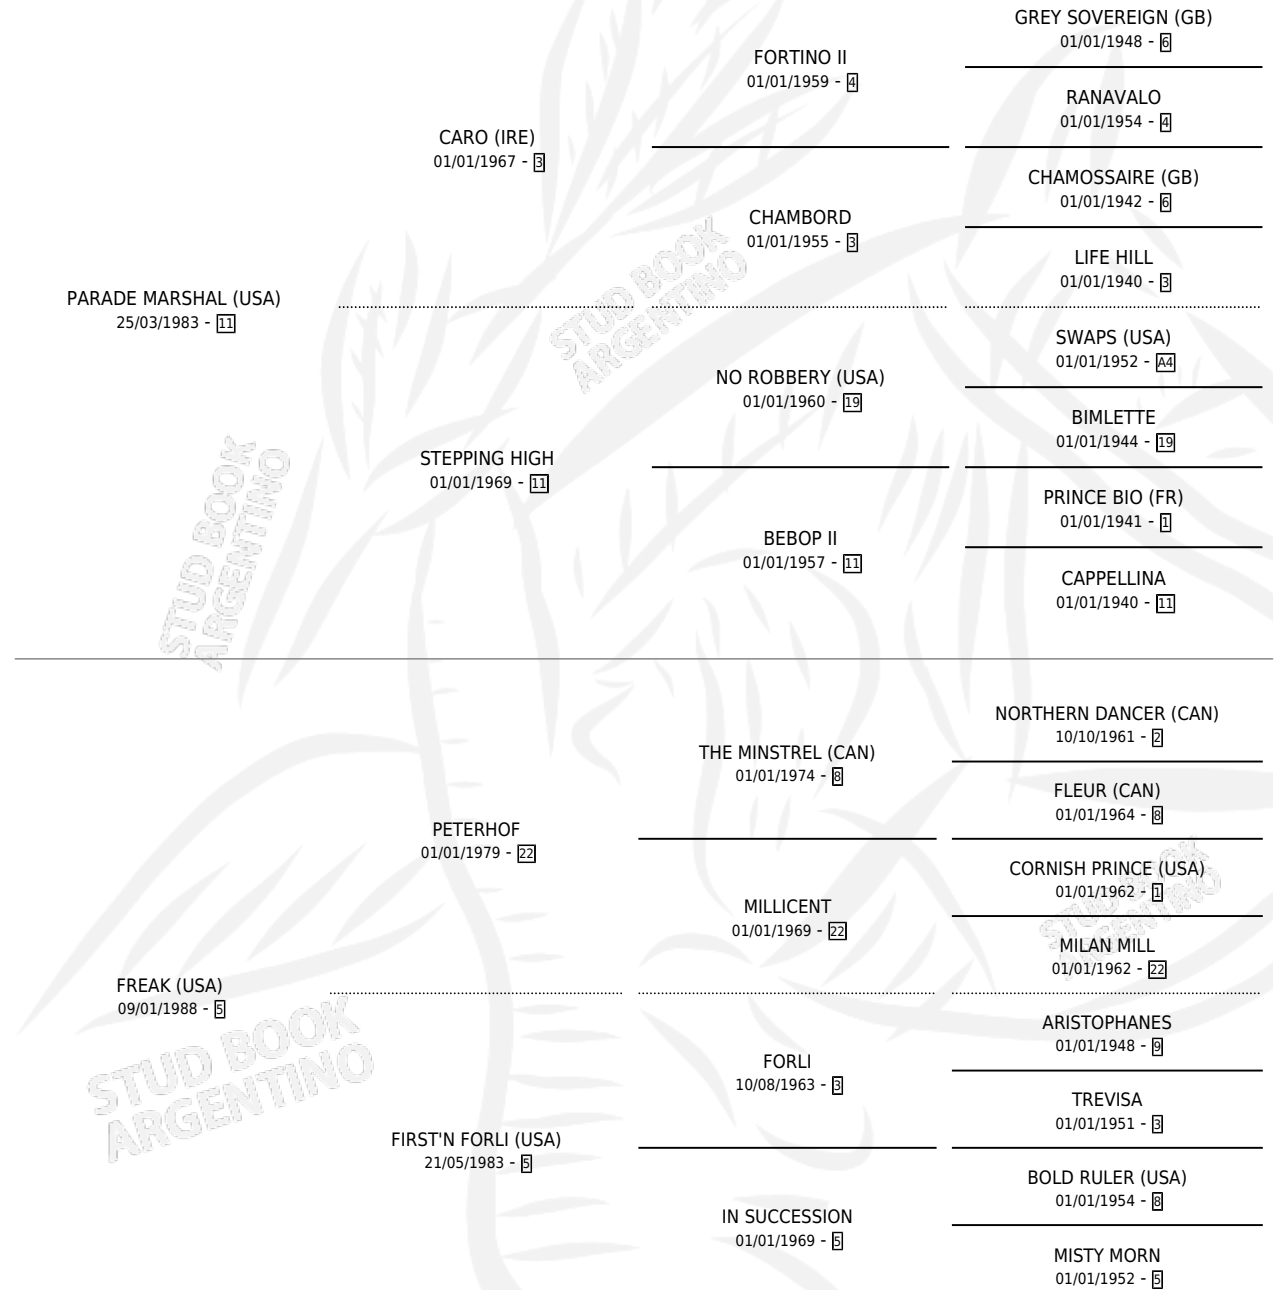 GREY SOVEREIGN (GB)
01/01/1948 - 6
FORTINO II
01/01/1959 - 4
RANAVALO
01/01/1954 - 4
CARO (IRE)
01/01/1967 - 3
CHAMOSSAIRE (GB)
01/01/1942 - 6
CHAMBORD
01/01/1955 - 3
LIFE HILL
01/01/1940 - 3
PARADE MARSHAL (USA)
25/03/1983 - 11
SWAPS (USA)
01/01/1952 - A4
NO ROBBERY (USA)
01/01/1960 - 19
BIMLETTE
01/01/1944 - 19
STEPPING HIGH
01/01/1969 - 11
PRINCE BIO (FR)
01/01/1941 - 1
BEBOP II
01/01/1957 - 11
CAPPELLINA
01/01/1940 - 11
NORTHERN DANCER (CAN)
10/10/1961 - 2
THE MINSTREL (CAN)
01/01/1974 - 8
FLEUR (CAN)
01/01/1964 - 8
PETERHOF
01/01/1979 - 22
CORNISH PRINCE (USA)
01/01/1962 - 1
MILLICENT
01/01/1969 - 22
MILAN MILL
01/01/1962 - 22
FREAK (USA)
09/01/1988 - 5
ARISTOPHANES
01/01/1948 - 9
FORLI
10/08/1963 - 3
TREVISA
01/01/1951 - 3
FIRST'N FORLI (USA)
21/05/1983 - 5
BOLD RULER (USA)
01/01/1954 - 8
IN SUCCESSION
01/01/1969 - 5
MISTY MORN
01/01/1952 - 5
STUD BOOK
ARGENTINO
STUD BOOK
ARGENTINO
STUD BOOK
ARGENTINO
STUD BOOK
ARGENTINO